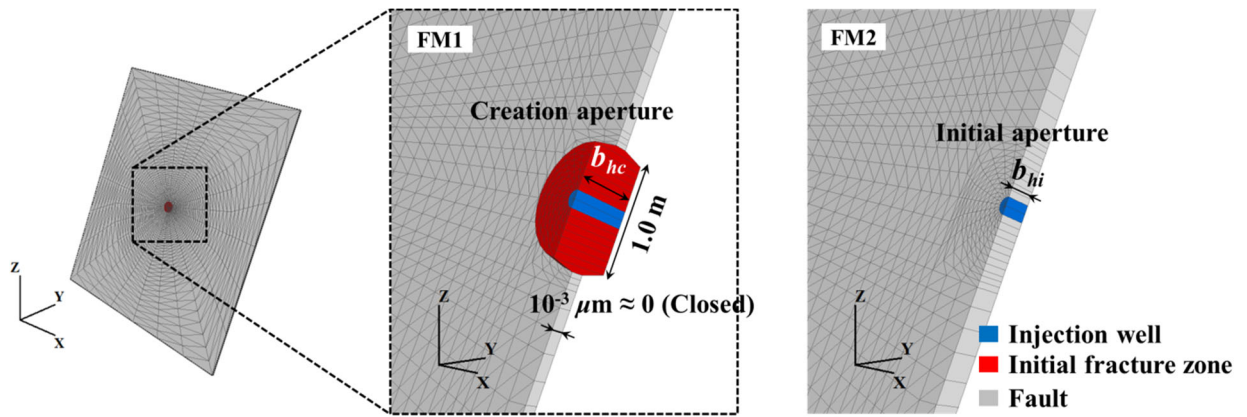 Z
Y
X
FM1
Creation aperture
b_hc
1.0 m
10⁻³ μm ≈ 0 (Closed)
Z
Y
X
FM2
Initial aperture
b_hi
Z
Y
X
Injection well
Initial fracture zone
Fault